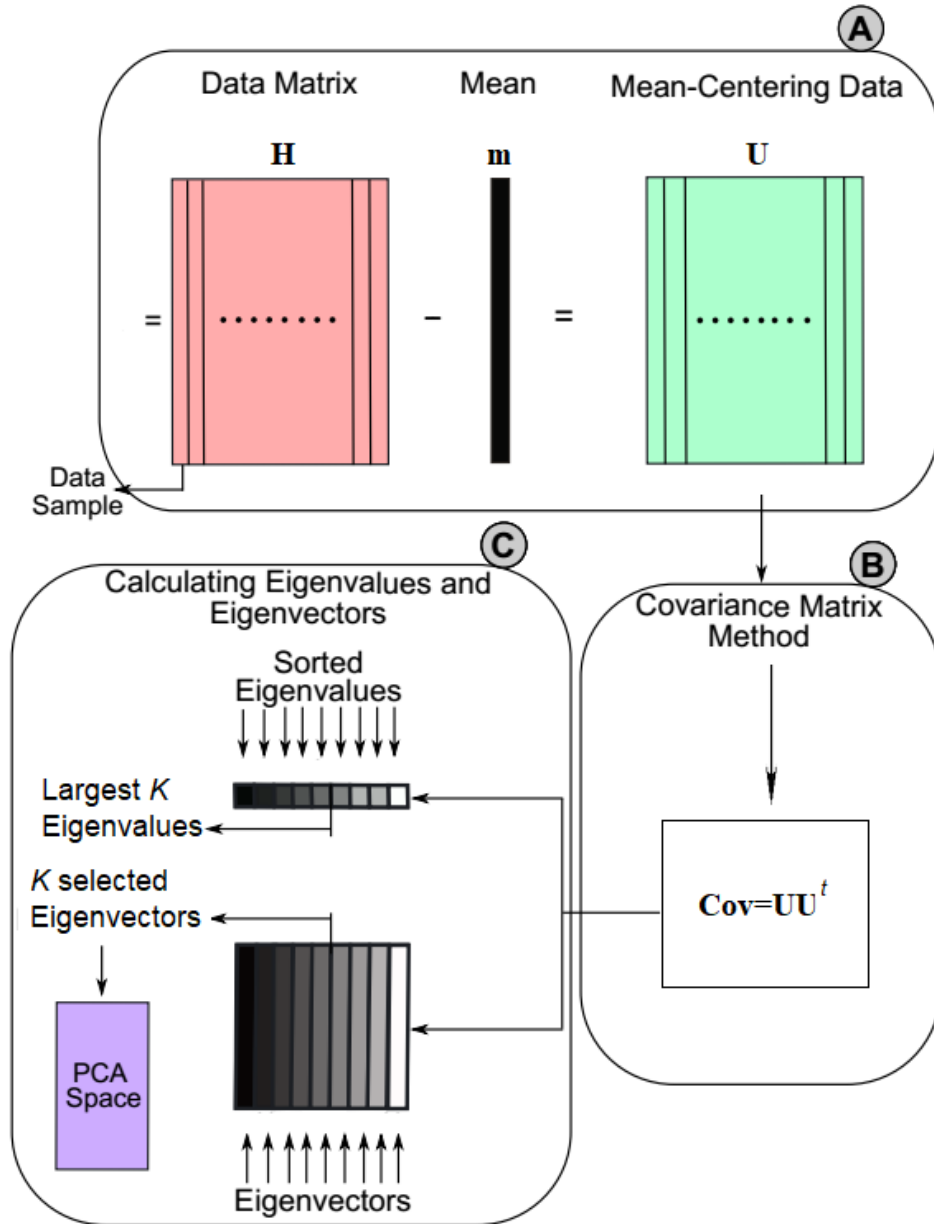 A
Data Matrix
Mean
Mean-Centering Data
H
m
U
= ........ - = ........
Data
Sample
B
Covariance Matrix
Method
Cov=UU^t
C
Calculating Eigenvalues and
Eigenvectors
Sorted
Eigenvalues
Largest K
Eigenvalues
K selected
Eigenvectors
PCA
Space
Eigenvectors